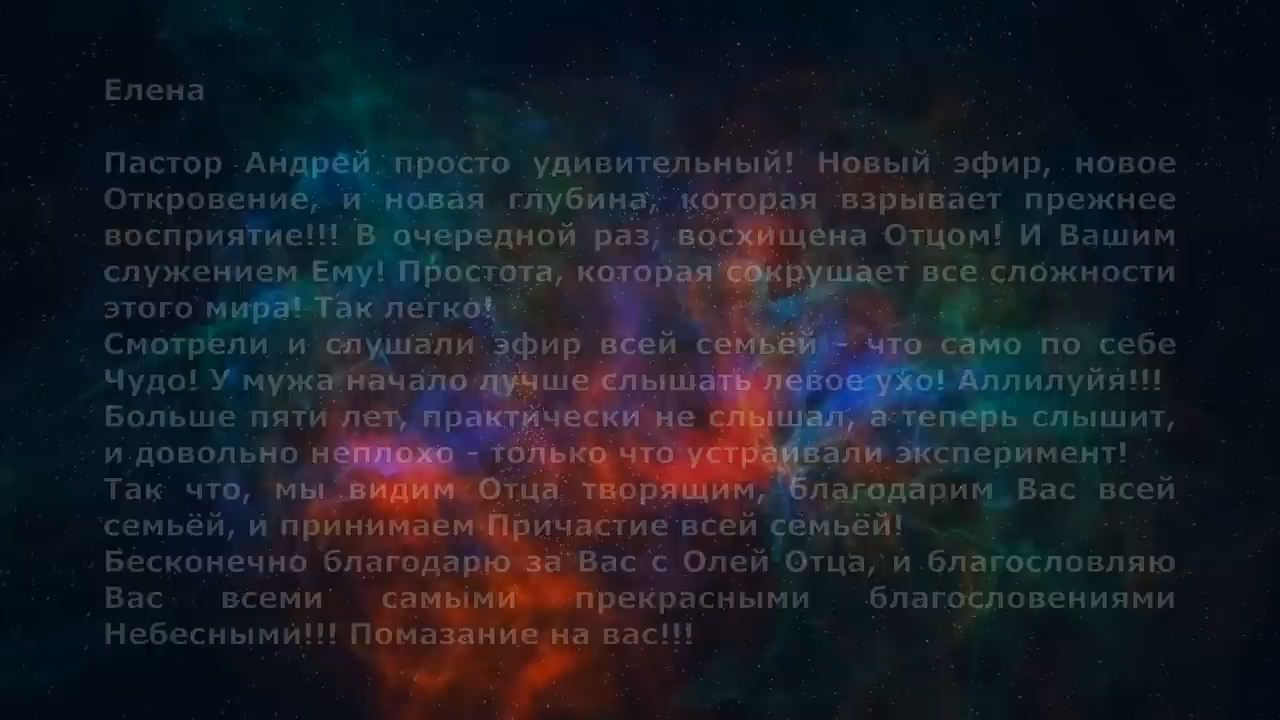 Елена
Пастор Андрей просто удивительный! Новый эфир, новое
Откровение, и новая глубина, которая взрывает прежнее
восприятие!!! В очередной раз, восхищена Отцом! И Вашим
служением Ему! Простота, которая сокрушает все сложности
этого мира! Так легко!
Смотрели и слушали эфир всей семьёй - что само по себе
Чудо! У мужа начало лучше слышать левое ухо! Аллилуйя!!!
Больше пяти лет, практически не слышал, а теперь слышит,
и довольно неплохо - только что устраивали эксперимент!
Так что, мы видим Отца творящим, благодарим Вас всей
семьёй, и принимаем Причастие всей семьёй!
Бесконечно благодарю за Вас с Олей Отца, и благословляю
Вас всеми самыми прекрасными благословениями
Небесными!!! Помазание на вас!!!